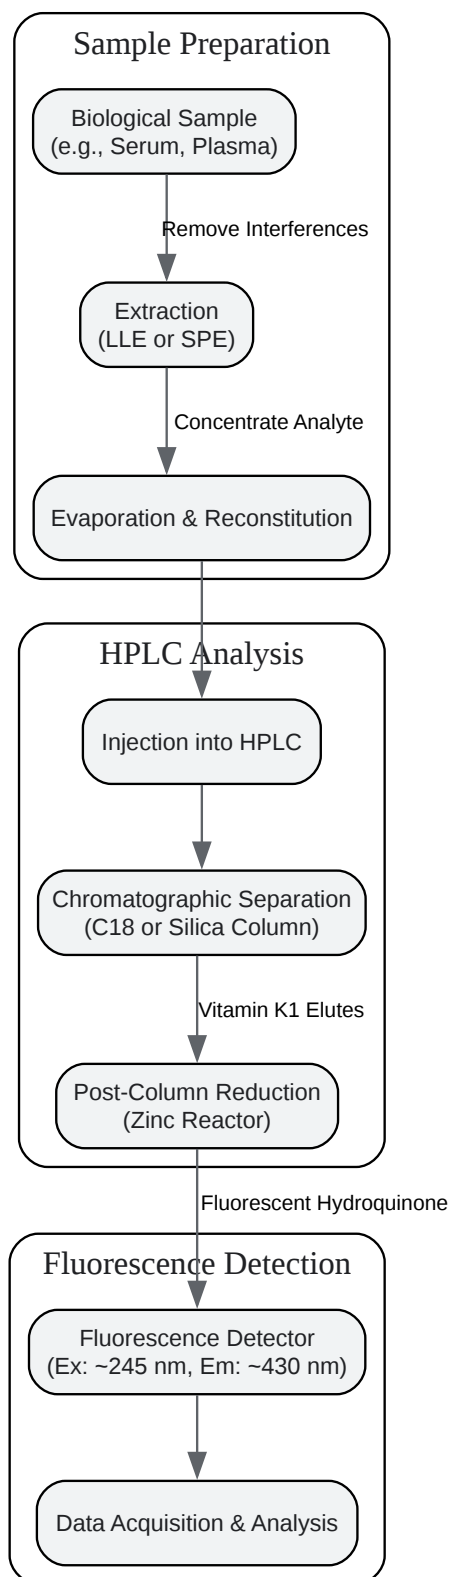 Sample Preparation
Biological Sample
(e.g., Serum, Plasma)
Remove Interferences
Extraction
(LLE or SPE)
Concentrate Analyte
Evaporation & Reconstitution
HPLC Analysis
Injection into HPLC
Chromatographic Separation
(C18 or Silica Column)
Vitamin K1 Elutes
Post-Column Reduction
(Zinc Reactor)
Fluorescent Hydroquinone
Fluorescence Detection
Fluorescence Detector
(Ex: ~245 nm, Em: ~430 nm)
Data Acquisition & Analysis